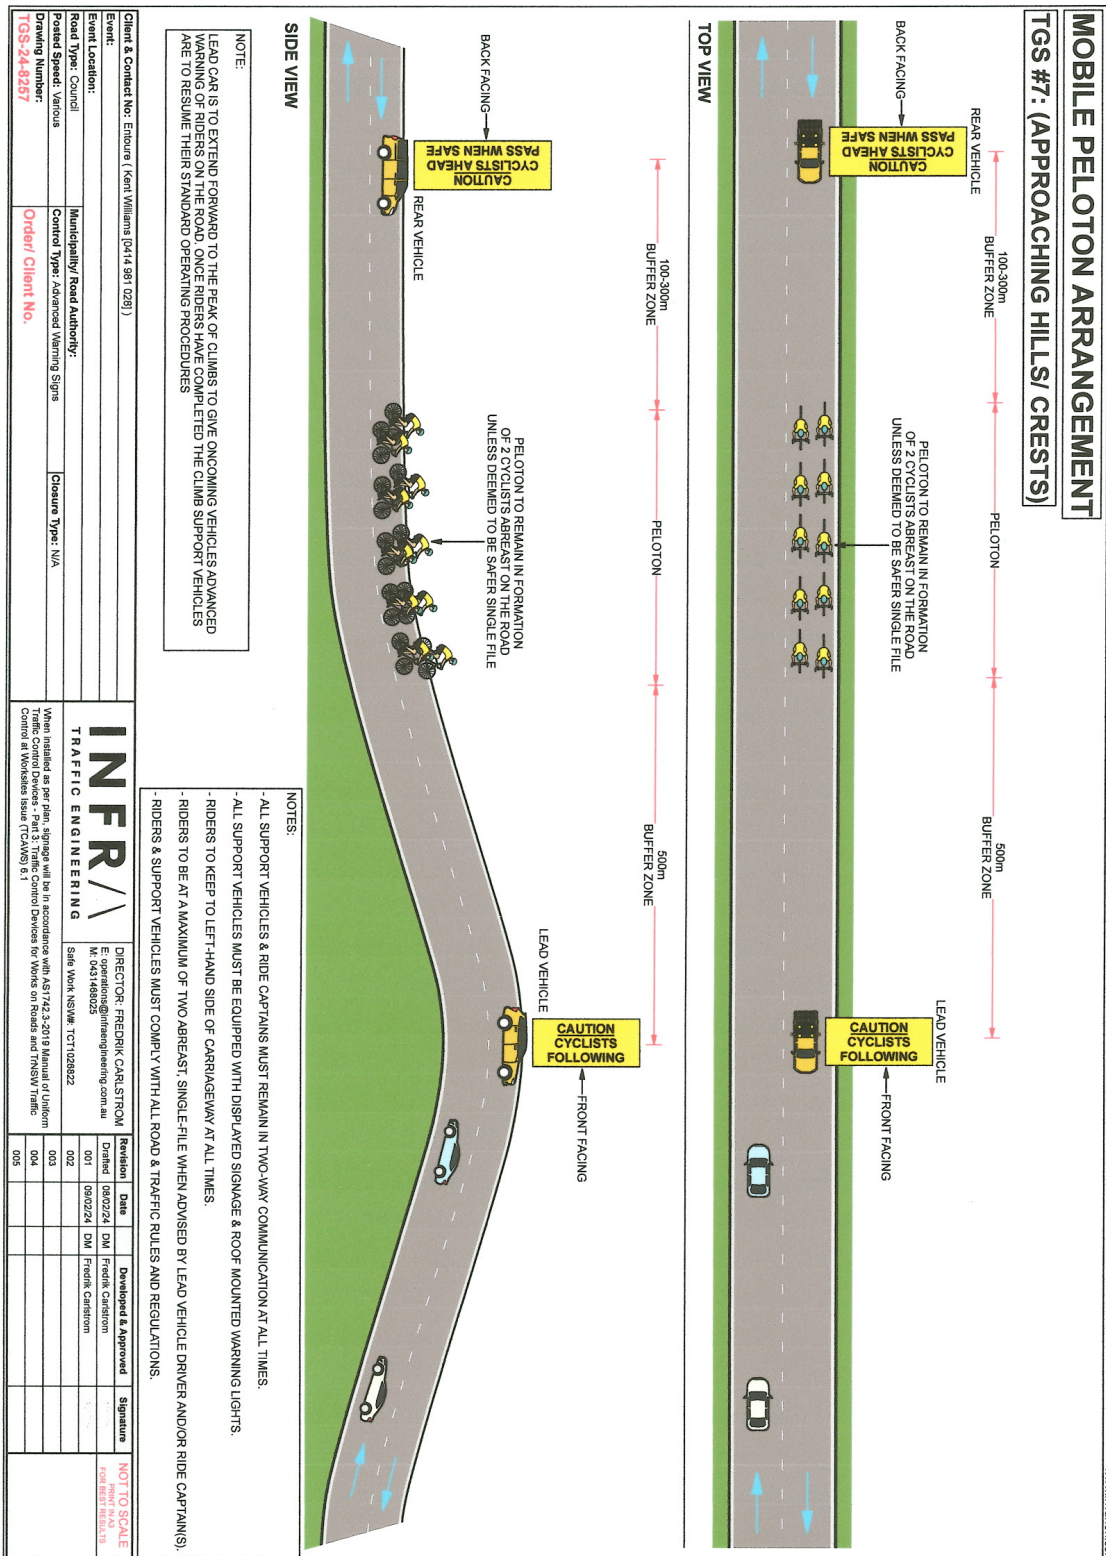 MOBILE PELOTON ARRANGEMENT
TGS #7: (APPROACHING HILLS/ CRESTS)
REAR VEHICLE
BACK FACING
CAUTION
CYCLISTS AHEAD
PASS WHEN SAFE
100-300m
BUFFER ZONE
PELOTON
PELOTON TO REMAIN IN FORMATION
OF 2 CYCLISTS ABREAST ON THE ROAD
UNLESS DEEMED TO BE SAFER SINGLE FILE
500m
BUFFER ZONE
LEAD VEHICLE
CAUTION
CYCLISTS
FOLLOWING
FRONT FACING
TOP VIEW
100-300m
BUFFER ZONE
PELOTON
500m
BUFFER ZONE
BACK FACING
CAUTION
CYCLISTS AHEAD
PASS WHEN SAFE
REAR VEHICLE
PELOTON TO REMAIN IN FORMATION
OF 2 CYCLISTS ABREAST ON THE ROAD
UNLESS DEEMED TO BE SAFER SINGLE FILE
LEAD VEHICLE
CAUTION
CYCLISTS
FOLLOWING
FRONT FACING
SIDE VIEW
NOTE:
LEAD CAR IS TO EXTEND FORWARD TO THE PEAK OF CLIMBS TO GIVE ONCOMING VEHICLES ADVANCED
WARNING OF RIDERS ON THE ROAD. ONCE RIDERS HAVE COMPLETED THE CLIMB SUPPORT VEHICLES
ARE TO RESUME THEIR STANDARD OPERATING PROCEDURES
NOTES:
- ALL SUPPORT VEHICLES & RIDE CAPTAINS MUST REMAIN IN TWO-WAY COMMUNICATION AT ALL TIMES.
- ALL SUPPORT VEHICLES MUST BE EQUIPPED WITH DISPLAYED SIGNAGE & ROOF MOUNTED WARNING LIGHTS.
- RIDERS TO KEEP TO LEFT-HAND SIDE OF CARRIAGEWAY AT ALL TIMES.
- RIDERS TO BE AT A MAXIMUM OF TWO ABREAST, SINGLE-FILE WHEN ADVISED BY LEAD VEHICLE DRIVER AND/OR RIDE CAPTAIN(S).
- RIDERS & SUPPORT VEHICLES MUST COMPLY WITH ALL ROAD & TRAFFIC RULES AND REGULATIONS.
Client & Contact No: Entoure ( Kent Williams [0414 981 028] )
Event:
Event Location:
Road Type: Council
Municipality/ Road Authority:
Posted Speed: Various
Control Type: Advanced Warning Signs
Closure Type: N/A
Drawing Number:
TGS-24-8257
Order/ Client No.
INFRA
TRAFFIC ENGINEERING
DIRECTOR: FREDRIK CARLSTROM
E: operations@infraengineering.com.au
M: 0431468025
Safe Work NSW#: TCT1026822
When installed as per plan, signage will be in accordance with AS1742.3-2019 Manual of Uniform
Traffic Control Devices - Part 3: Traffic Control Devices for Works on Roads and TfNSW Traffic
Control at Worksites Issue (TCAWS) 6.1
Revision Date Developed & Approved Signature
Drafted 08/02/24 DM Fredrik Carlstrom
001 09/02/24 DM Fredrik Carlstrom
002
003
004
005
NOT TO SCALE
PRINT IN A3
FOR BEST RESULTS